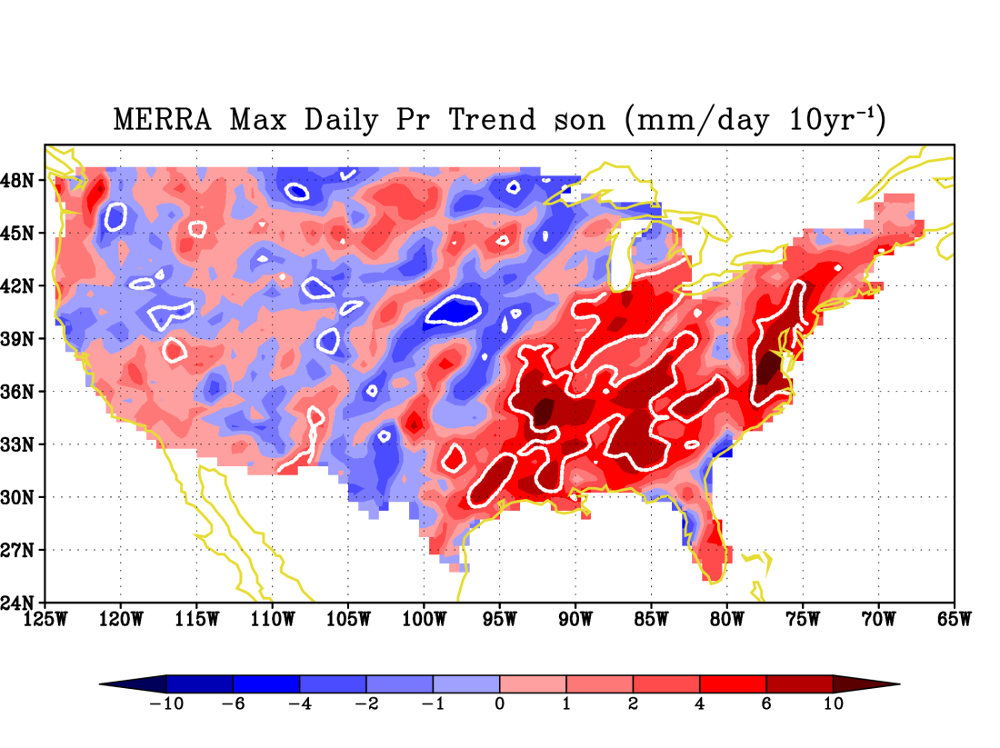 MERRA Max Daily Pr Trend son (mm/day 10yr⁻¹)
48N
45N
42N
39N
36N
33N
30N
27N
24N
125W 120W 115W 110W 105W 100W 95W 90W 85W 80W 75W 70W 65W
−10 −6 −4 −2 −1 0 1 2 4 6 10